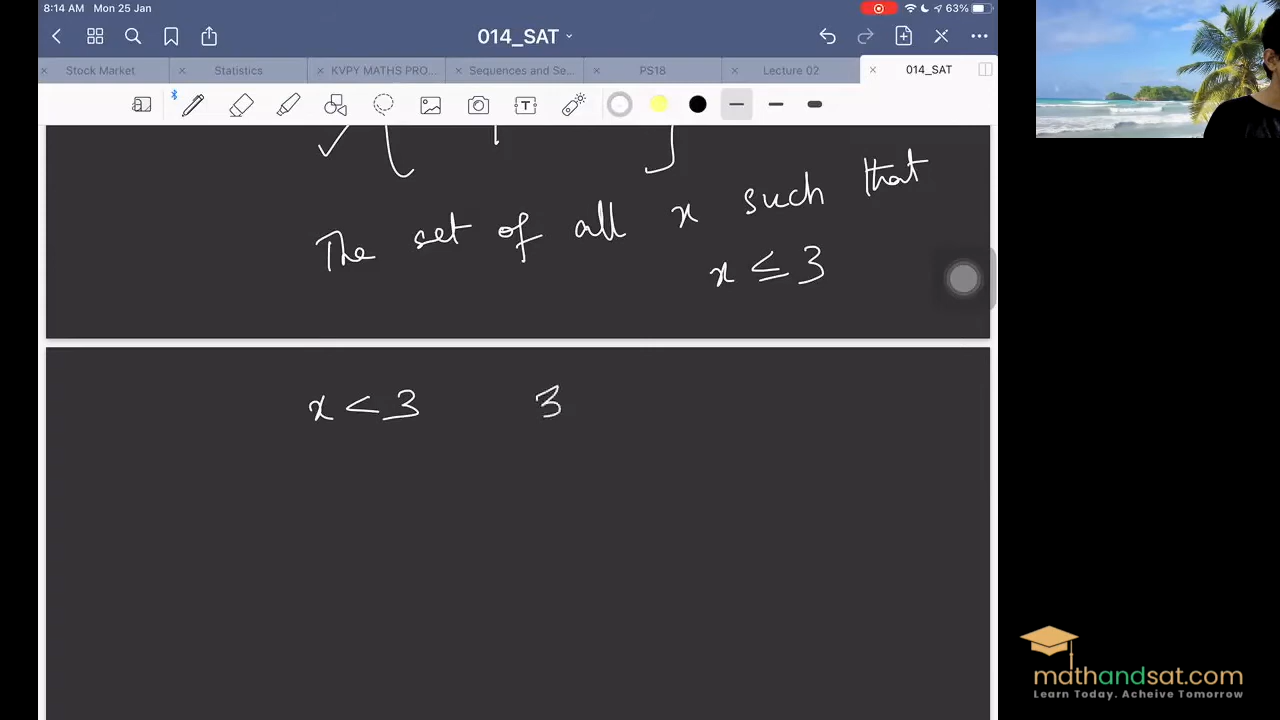 8:14 AM Mon 25 Jan
63%
014_SAT
Stock Market
Statistics
KVPY MATHS PRO...
Sequences and Se...
PS18
Lecture 02
014_SAT
The set of all x such that
x ≤ 3
x < 3 3
mathandsat.com
Learn Today. Acheive Tomorrow